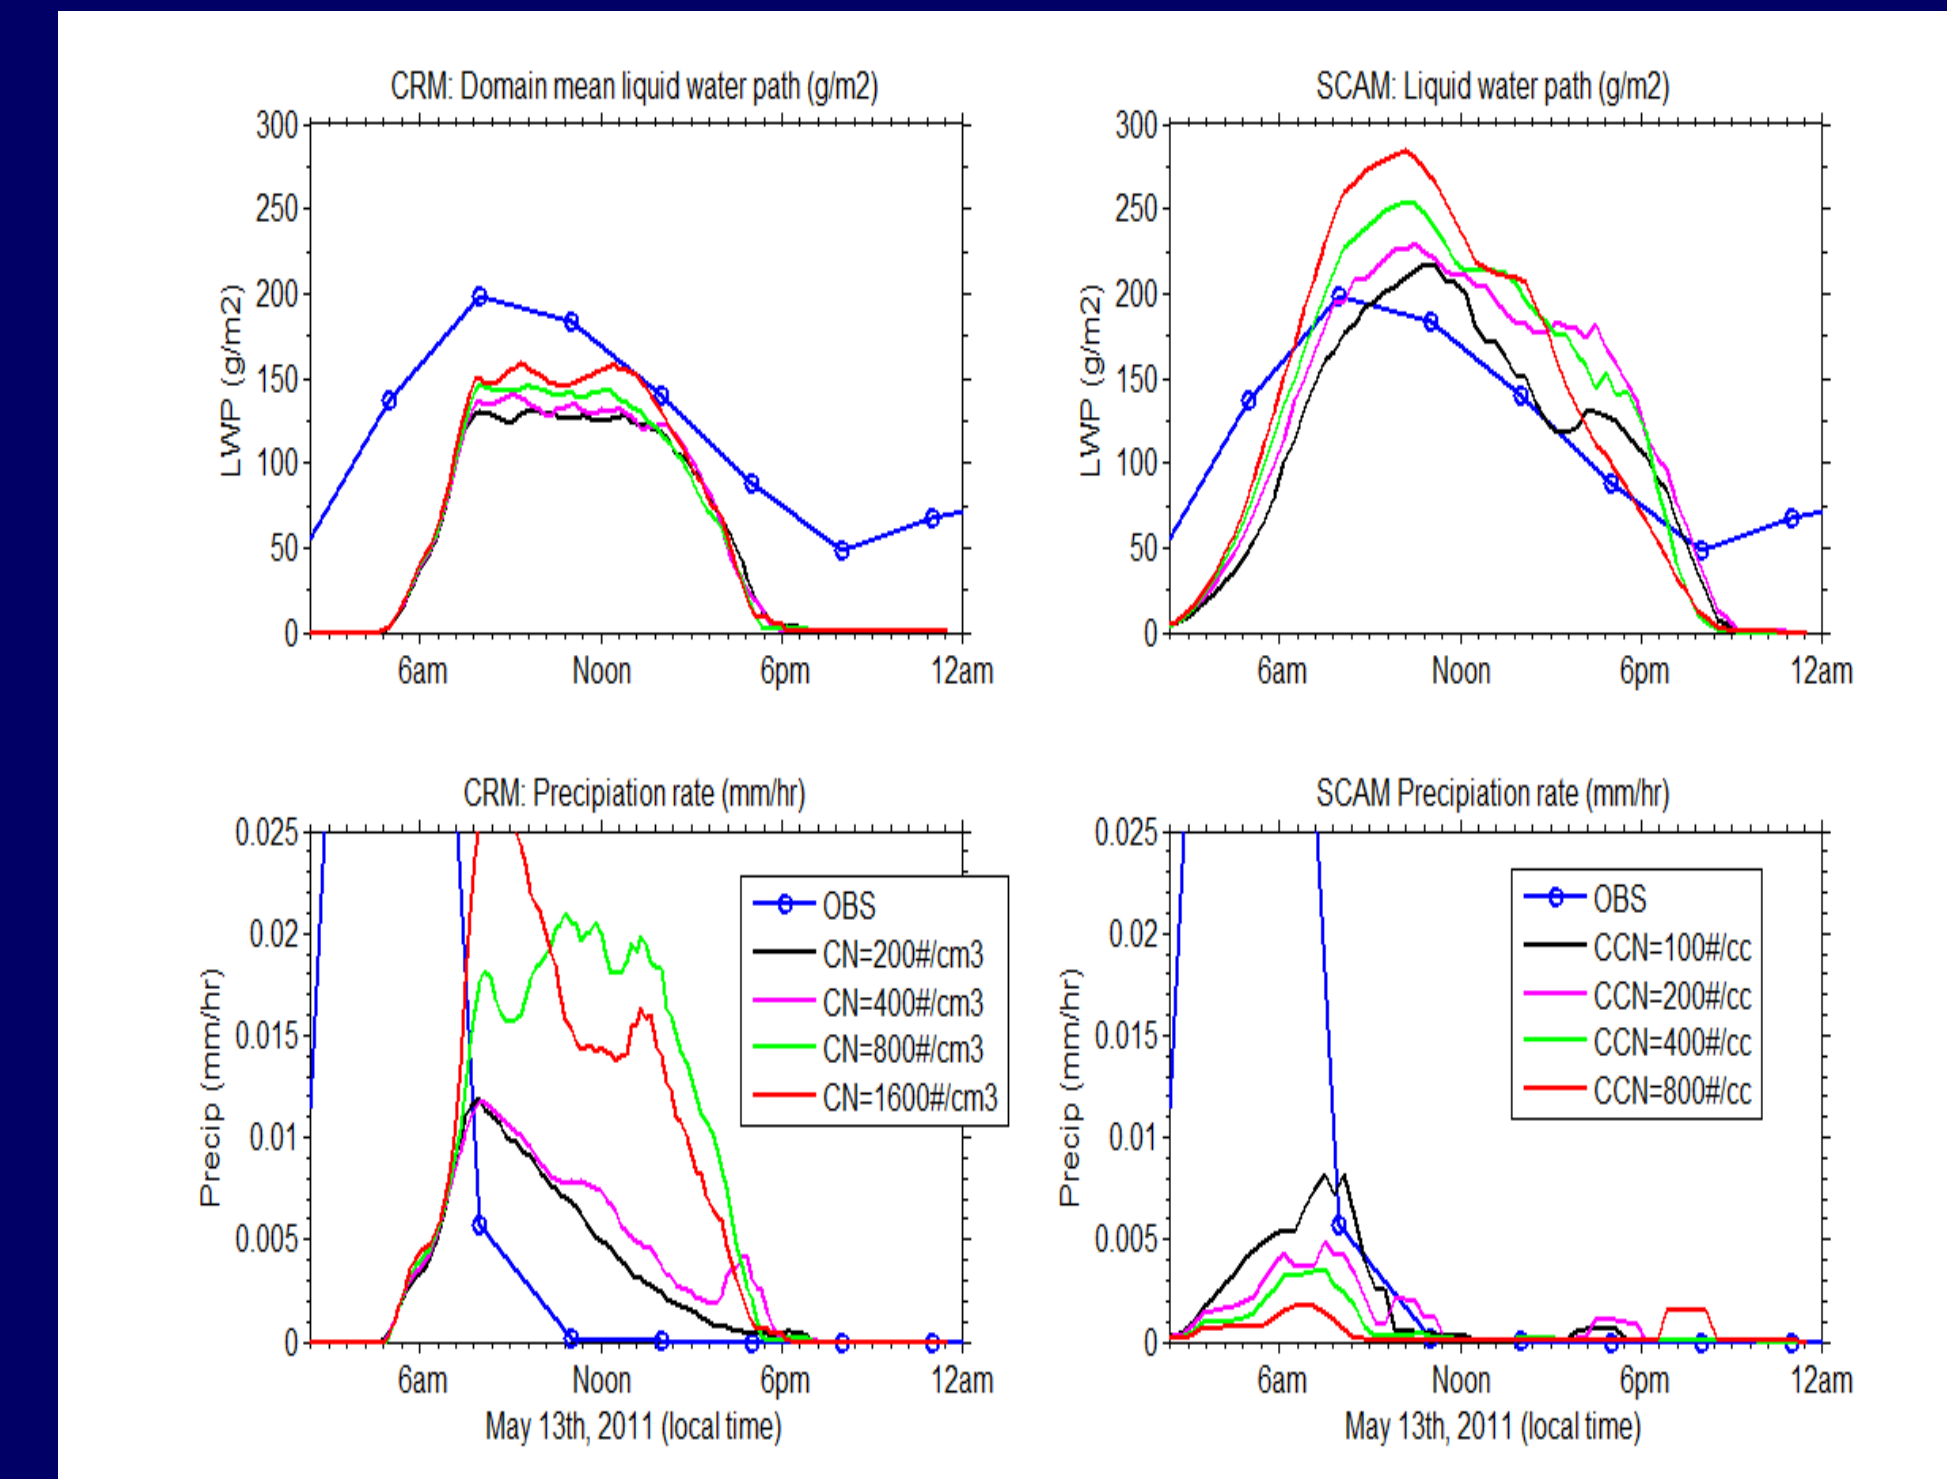 CRM: Domain mean liquid water path (g/m2)
300
250
200
150
100
50
0
LWP (g/m2)
6am Noon 6pm 12am
SCAM: Liquid water path (g/m2)
300
250
200
150
100
50
0
LWP (g/m2)
6am Noon 6pm 12am
CRM: Precipiation rate (mm/hr)
0.025
0.02
0.015
0.01
0.005
0
Precip (mm/hr)
OBS
CN=200#/cm3
CN=400#/cm3
CN=800#/cm3
CN=1600#/cm3
6am Noon 6pm 12am
May 13th, 2011 (local time)
SCAM Precipiation rate (mm/hr)
0.025
0.02
0.015
0.01
0.005
0
Precip (mm/hr)
OBS
CCN=100#/cc
CCN=200#/cc
CCN=400#/cc
CCN=800#/cc
6am Noon 6pm 12am
May 13th, 2011 (local time)